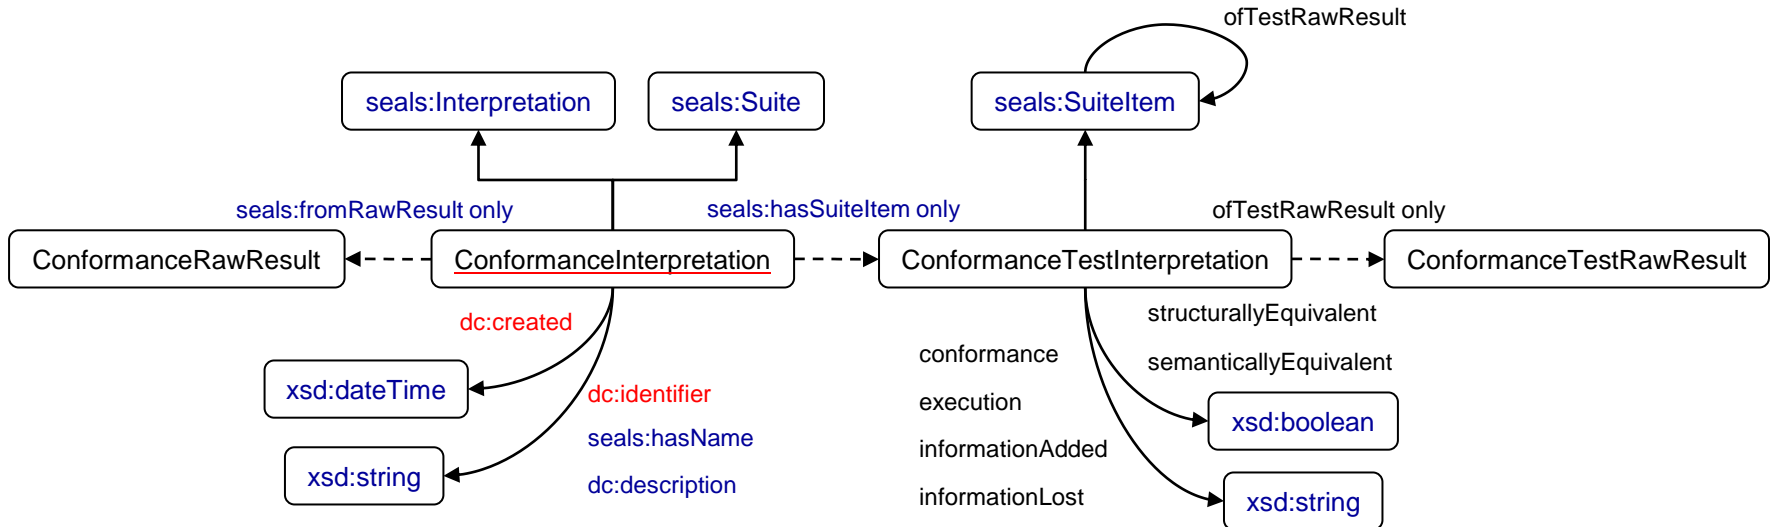 ofTestRawResult
seals:Interpretation
seals:Suite
seals:SuiteItem
seals:fromRawResult only
seals:hasSuiteItem only
ofTestRawResult only
ConformanceRawResult
ConformanceInterpretation
ConformanceTestInterpretation
ConformanceTestRawResult
dc:created
xsd:dateTime
dc:identifier
seals:hasName
dc:description
xsd:string
structurallyEquivalent
semanticallyEquivalent
conformance
execution
informationAdded
informationLost
xsd:boolean
xsd:string